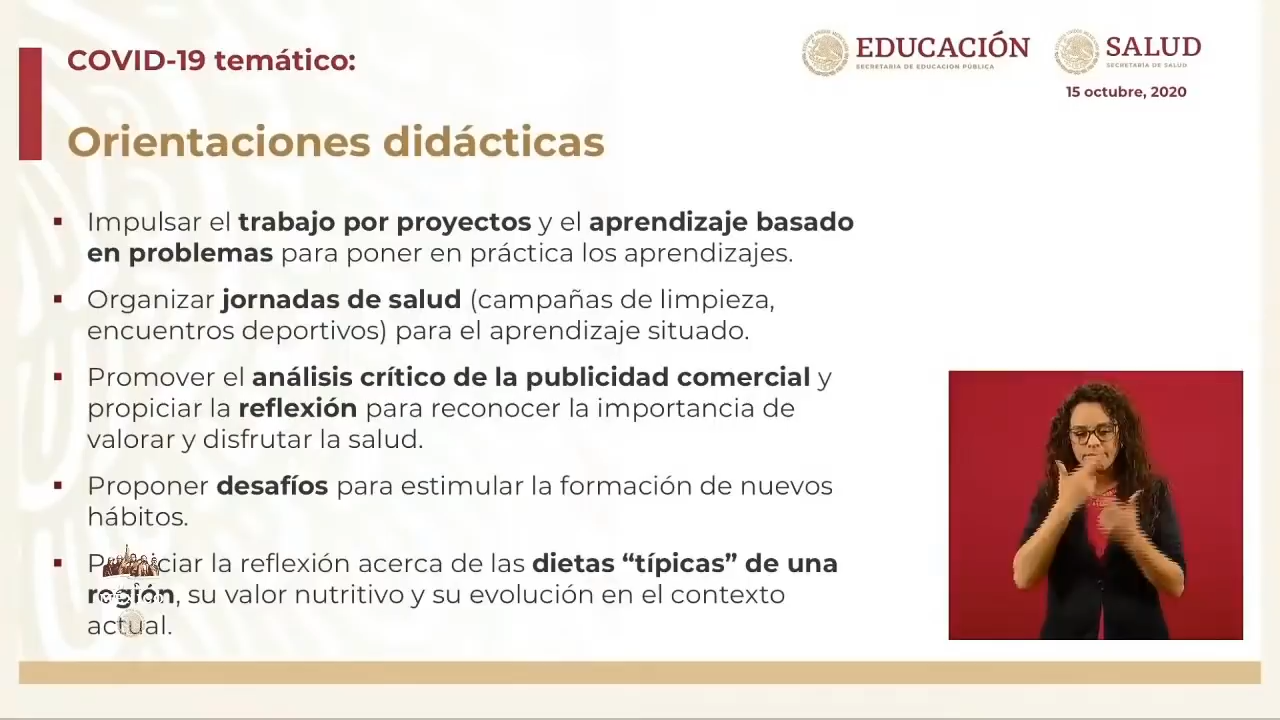 COVID-19 temático:
EDUCACIÓN
SECRETARÍA DE EDUCACIÓN PÚBLICA
SALUD
SECRETARÍA DE SALUD
15 octubre, 2020
Orientaciones didácticas
▪ Impulsar el trabajo por proyectos y el aprendizaje basado
en problemas para poner en práctica los aprendizajes.
▪ Organizar jornadas de salud (campañas de limpieza,
encuentros deportivos) para el aprendizaje situado.
▪ Promover el análisis crítico de la publicidad comercial y
propiciar la reflexión para reconocer la importancia de
valorar y disfrutar la salud.
▪ Proponer desafíos para estimular la formación de nuevos
hábitos.
▪ Propiciar la reflexión acerca de las dietas “típicas” de una
región, su valor nutritivo y su evolución en el contexto
actual.
MÉXICO